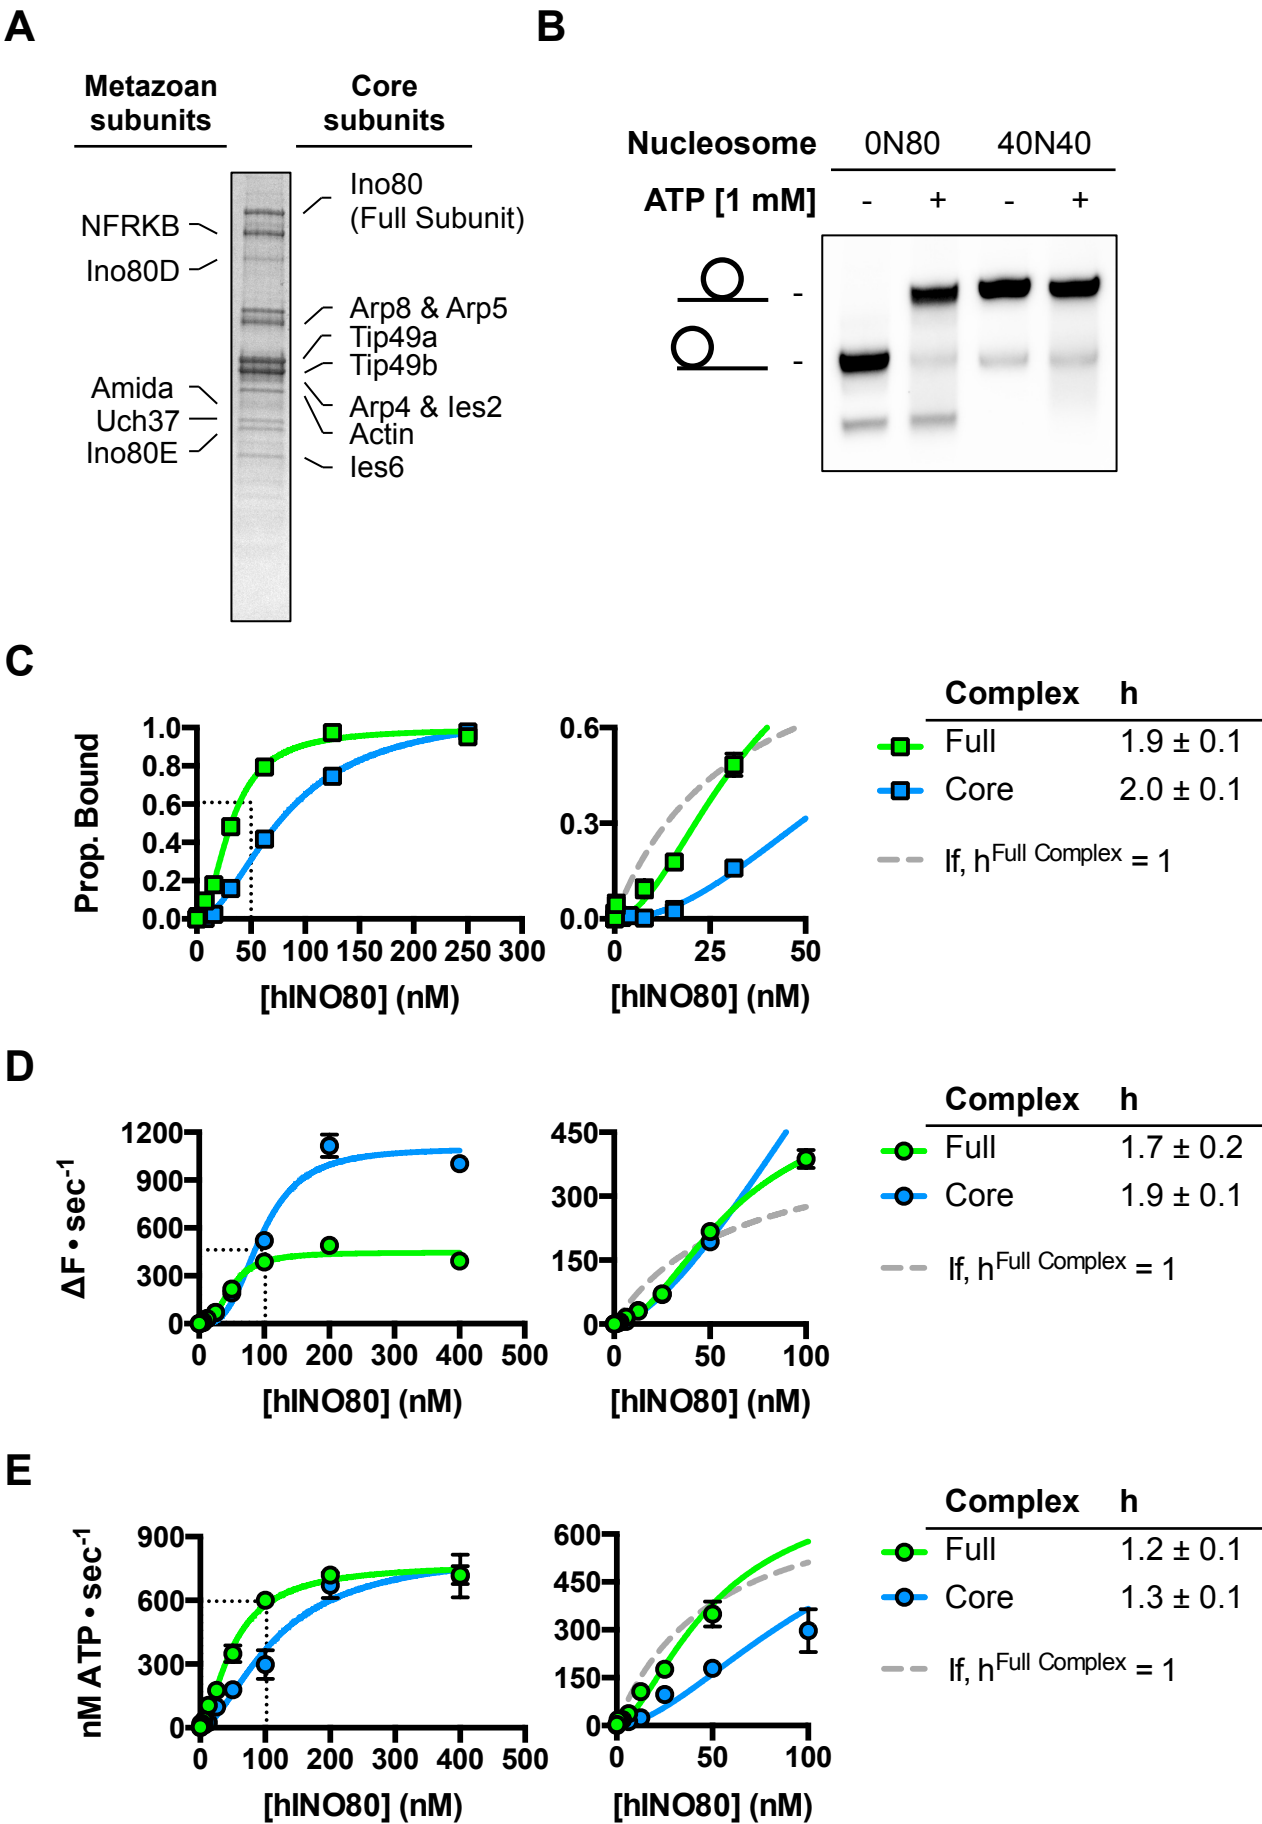 A
Metazoan
subunits
Core
subunits
NFRKB
Ino80D
Amida
Uch37
Ino80E
Ino80
(Full Subunit)
Arp8 & Arp5
Tip49a
Tip49b
Arp4 & Ies2
Actin
Ies6
B
Nucleosome 0N80 40N40
ATP [1 mM] - + - +
-
-
C
Prop. Bound
1.0
0.8
0.6
0.4
0.2
0.0
0 50 100 150 200 250 300
[hINO80] (nM)
0.6
0.3
0.0
0 25 50
[hINO80] (nM)
Complex h
Full 1.9 ± 0.1
Core 2.0 ± 0.1
If, h^Full Complex = 1
D
ΔF • sec^-1
1200
900
600
300
0
0 100 200 300 400 500
[hINO80] (nM)
450
300
150
0
0 50 100
[hINO80] (nM)
Complex h
Full 1.7 ± 0.2
Core 1.9 ± 0.1
If, h^Full Complex = 1
E
nM ATP • sec^-1
900
600
300
0
0 100 200 300 400 500
[hINO80] (nM)
600
450
300
150
0
0 50 100
[hINO80] (nM)
Complex h
Full 1.2 ± 0.1
Core 1.3 ± 0.1
If, h^Full Complex = 1